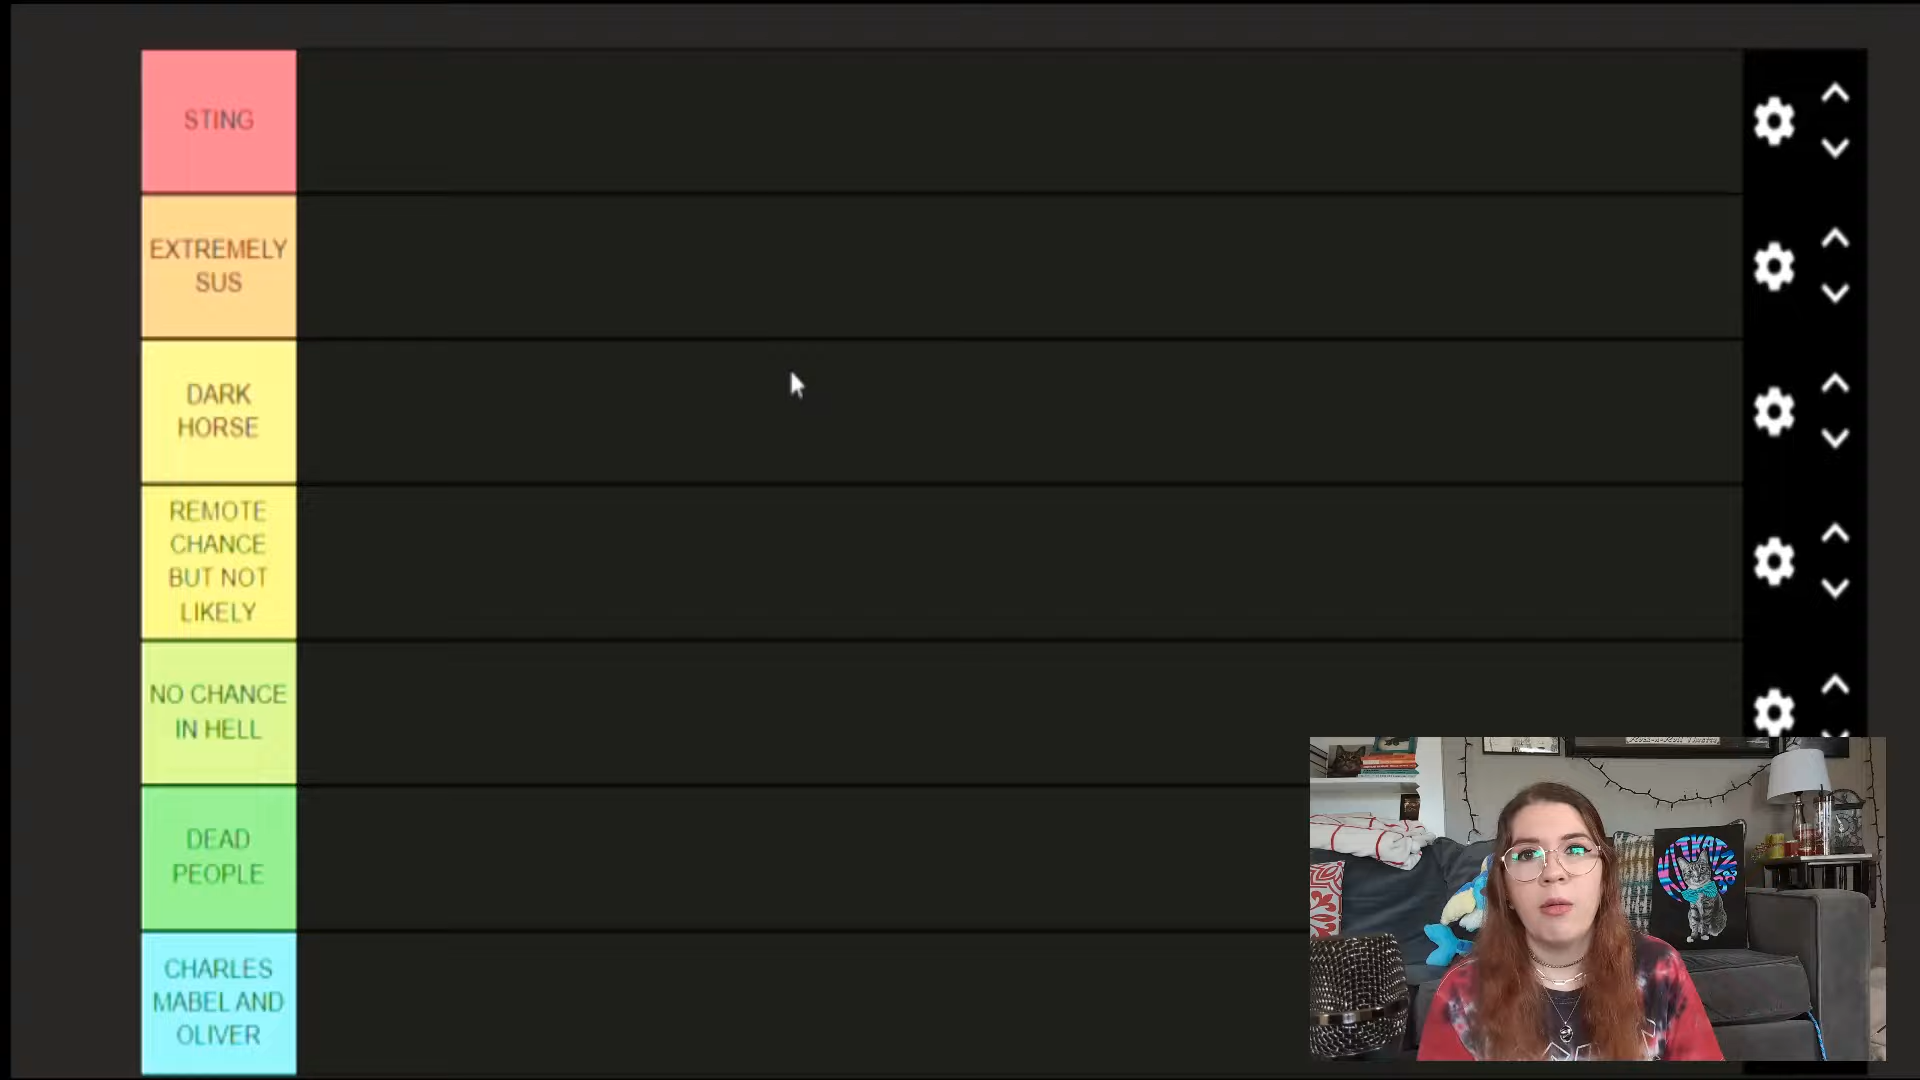 STING
EXTREMELY
SUS
DARK
HORSE
REMOTE
CHANCE
BUT NOT
LIKELY
NO CHANCE
IN HELL
DEAD
PEOPLE
CHARLES
MABEL AND
OLIVER